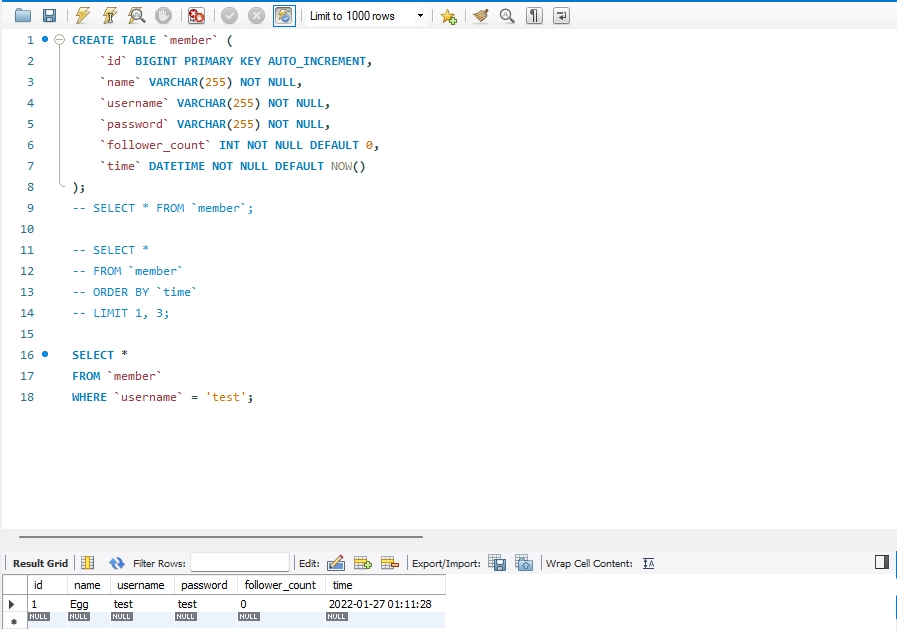 Limit to 1000 rows
1 CREATE TABLE `member` (
2 `id` BIGINT PRIMARY KEY AUTO_INCREMENT,
3 `name` VARCHAR(255) NOT NULL,
4 `username` VARCHAR(255) NOT NULL,
5 `password` VARCHAR(255) NOT NULL,
6 `follower_count` INT NOT NULL DEFAULT 0,
7 `time` DATETIME NOT NULL DEFAULT NOW()
8 );
9 -- SELECT * FROM `member`;
10
11 -- SELECT *
12 -- FROM `member`
13 -- ORDER BY `time`
14 -- LIMIT 1, 3;
15
16 SELECT *
17 FROM `member`
18 WHERE `username` = 'test';
Result Grid Filter Rows: Edit: Export/Import: Wrap Cell Content: IA
id name username password follower_count time
1 Egg test test 0 2022-01-27 01:11:28
NULL NULL NULL NULL NULL NULL